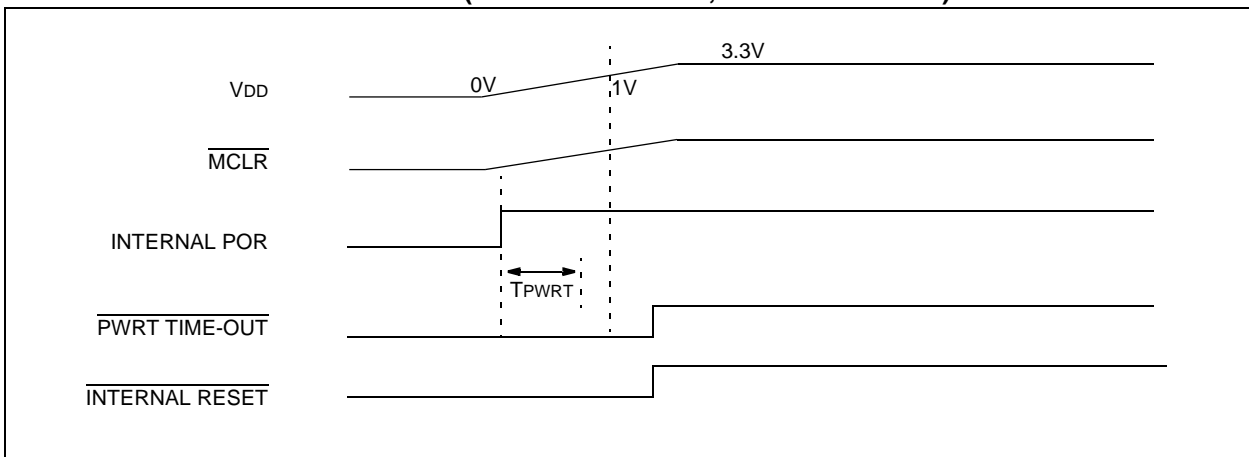 3.3V
VDD 0V 1V
MCLR
INTERNAL POR
TPWRT
PWRT TIME-OUT
INTERNAL RESET